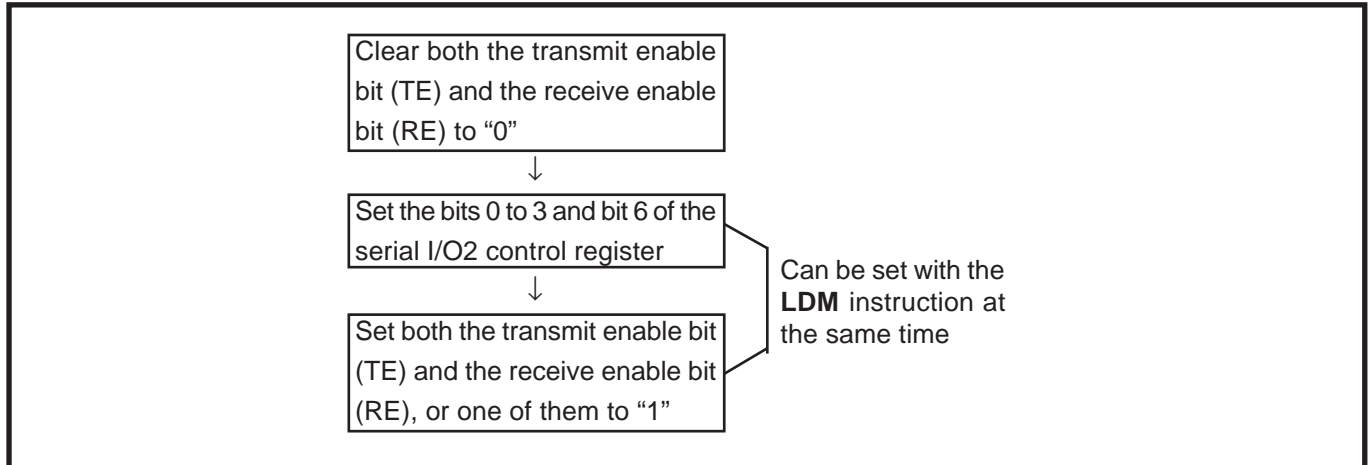 Clear both the transmit enable
bit (TE) and the receive enable
bit (RE) to “0”
↓
Set the bits 0 to 3 and bit 6 of the
serial I/O2 control register
↓
Set both the transmit enable bit
(TE) and the receive enable bit
(RE), or one of them to “1”
Can be set with the
LDM instruction at
the same time